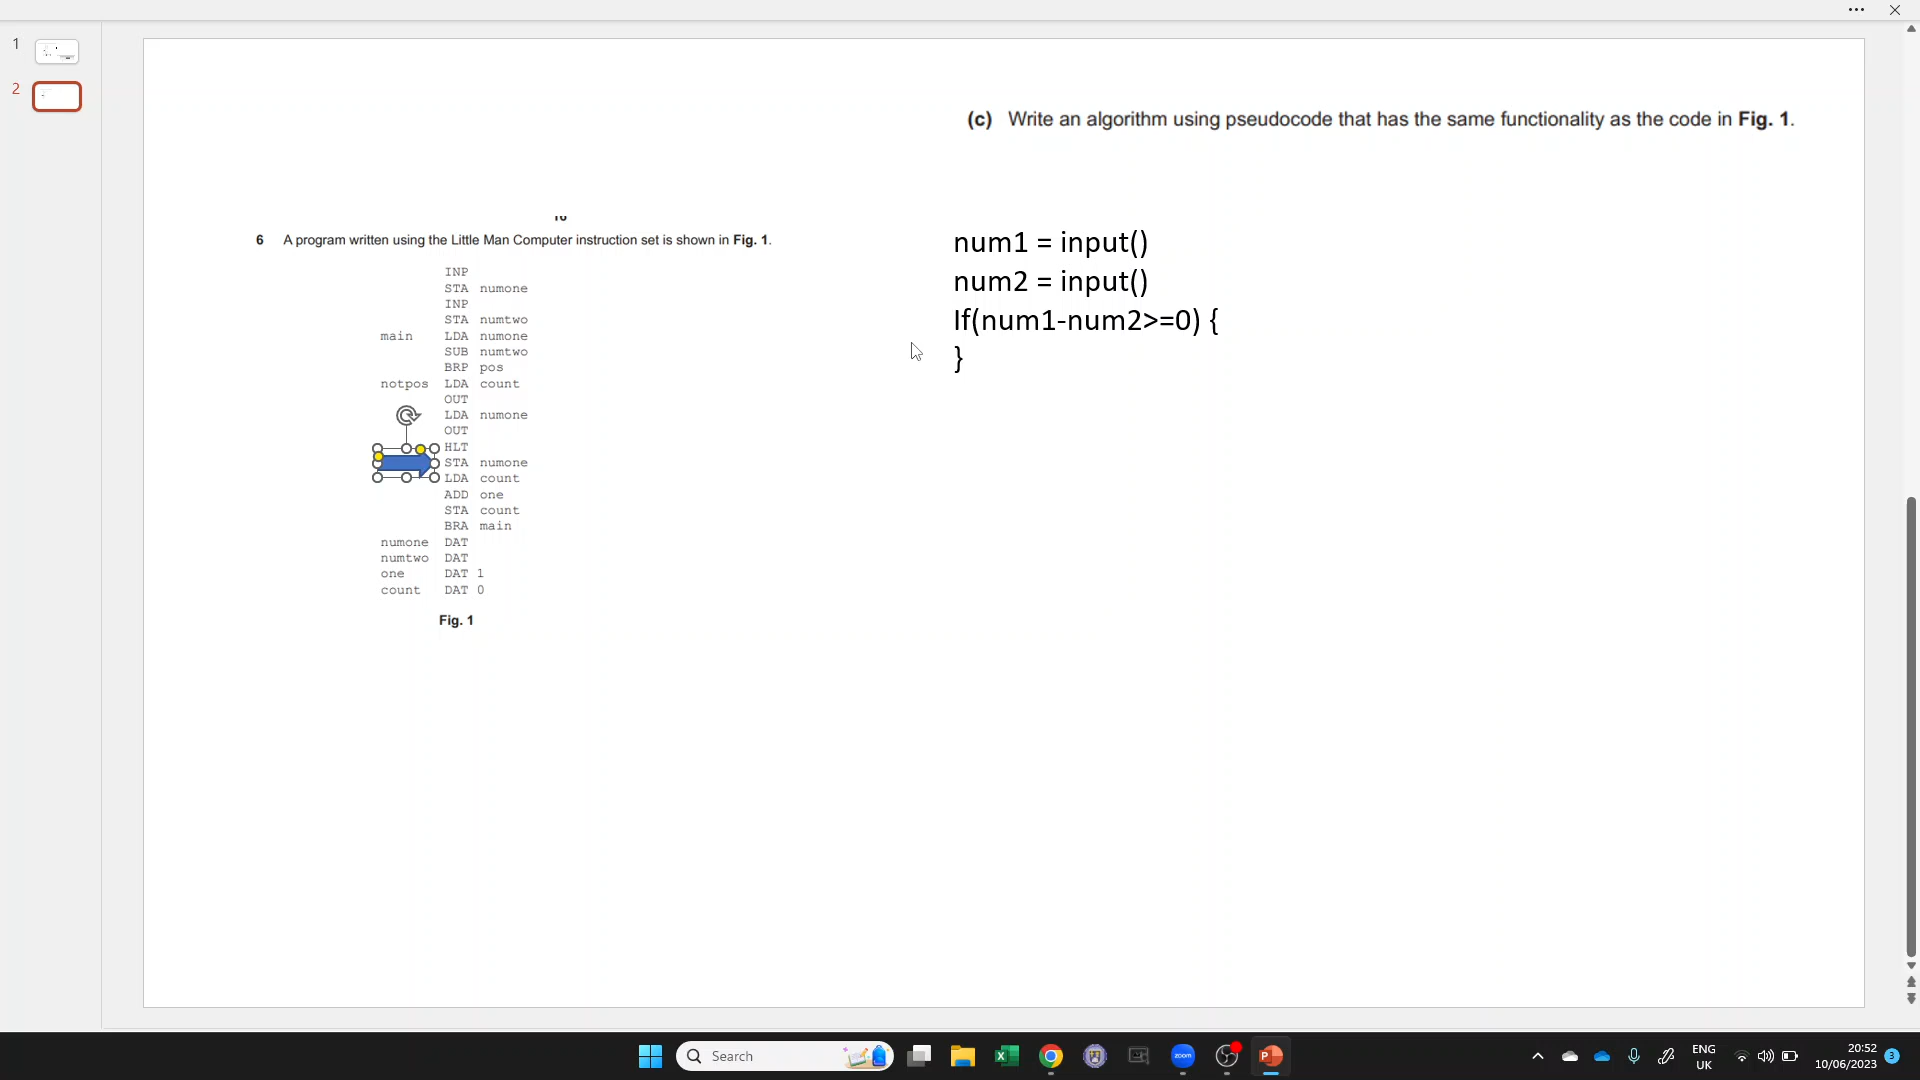 1
2
(c) Write an algorithm using pseudocode that has the same functionality as the code in Fig. 1.
6 A program written using the Little Man Computer instruction set is shown in Fig. 1.
INP
STA numone
INP
STA numtwo
main LDA numone
SUB numtwo
BRP pos
notpos LDA count
OUT
LDA numone
OUT
HLT
STA numone
LDA count
ADD one
STA count
BRA main
numone DAT
numtwo DAT
one DAT 1
count DAT 0
Fig. 1
num1 = input()
num2 = input()
If(num1-num2>=0) {
}
Search
zoom
ENG
UK
20:52
10/06/2023
3